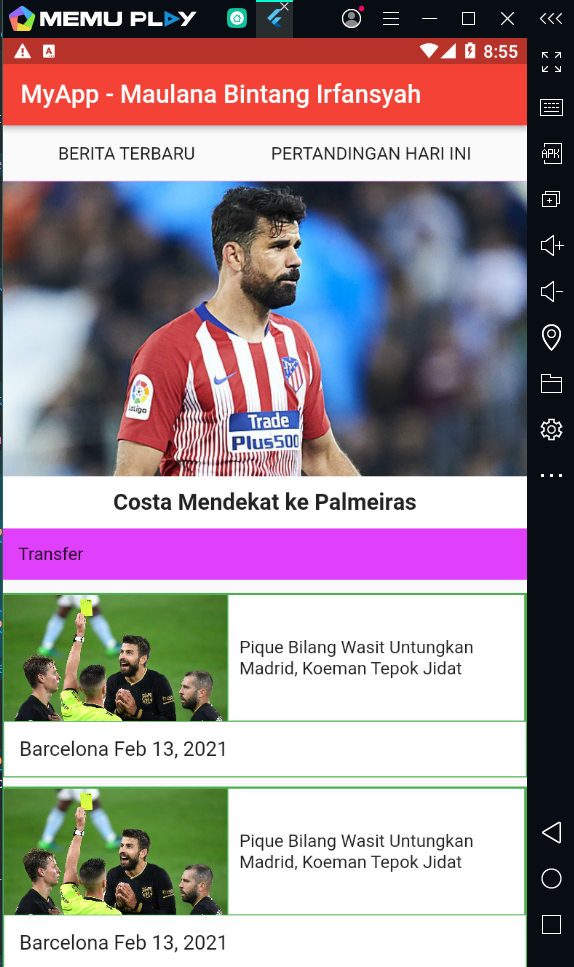 MEMU PLAY
8:55
MyApp - Maulana Bintang Irfansyah
BERITA TERBARU
PERTANDINGAN HARI INI
LaLiga
Trade
Plus500
Costa Mendekat ke Palmeiras
Transfer
Pique Bilang Wasit Untungkan
Madrid, Koeman Tepok Jidat
Barcelona Feb 13, 2021
Pique Bilang Wasit Untungkan
Madrid, Koeman Tepok Jidat
Barcelona Feb 13, 2021
APK